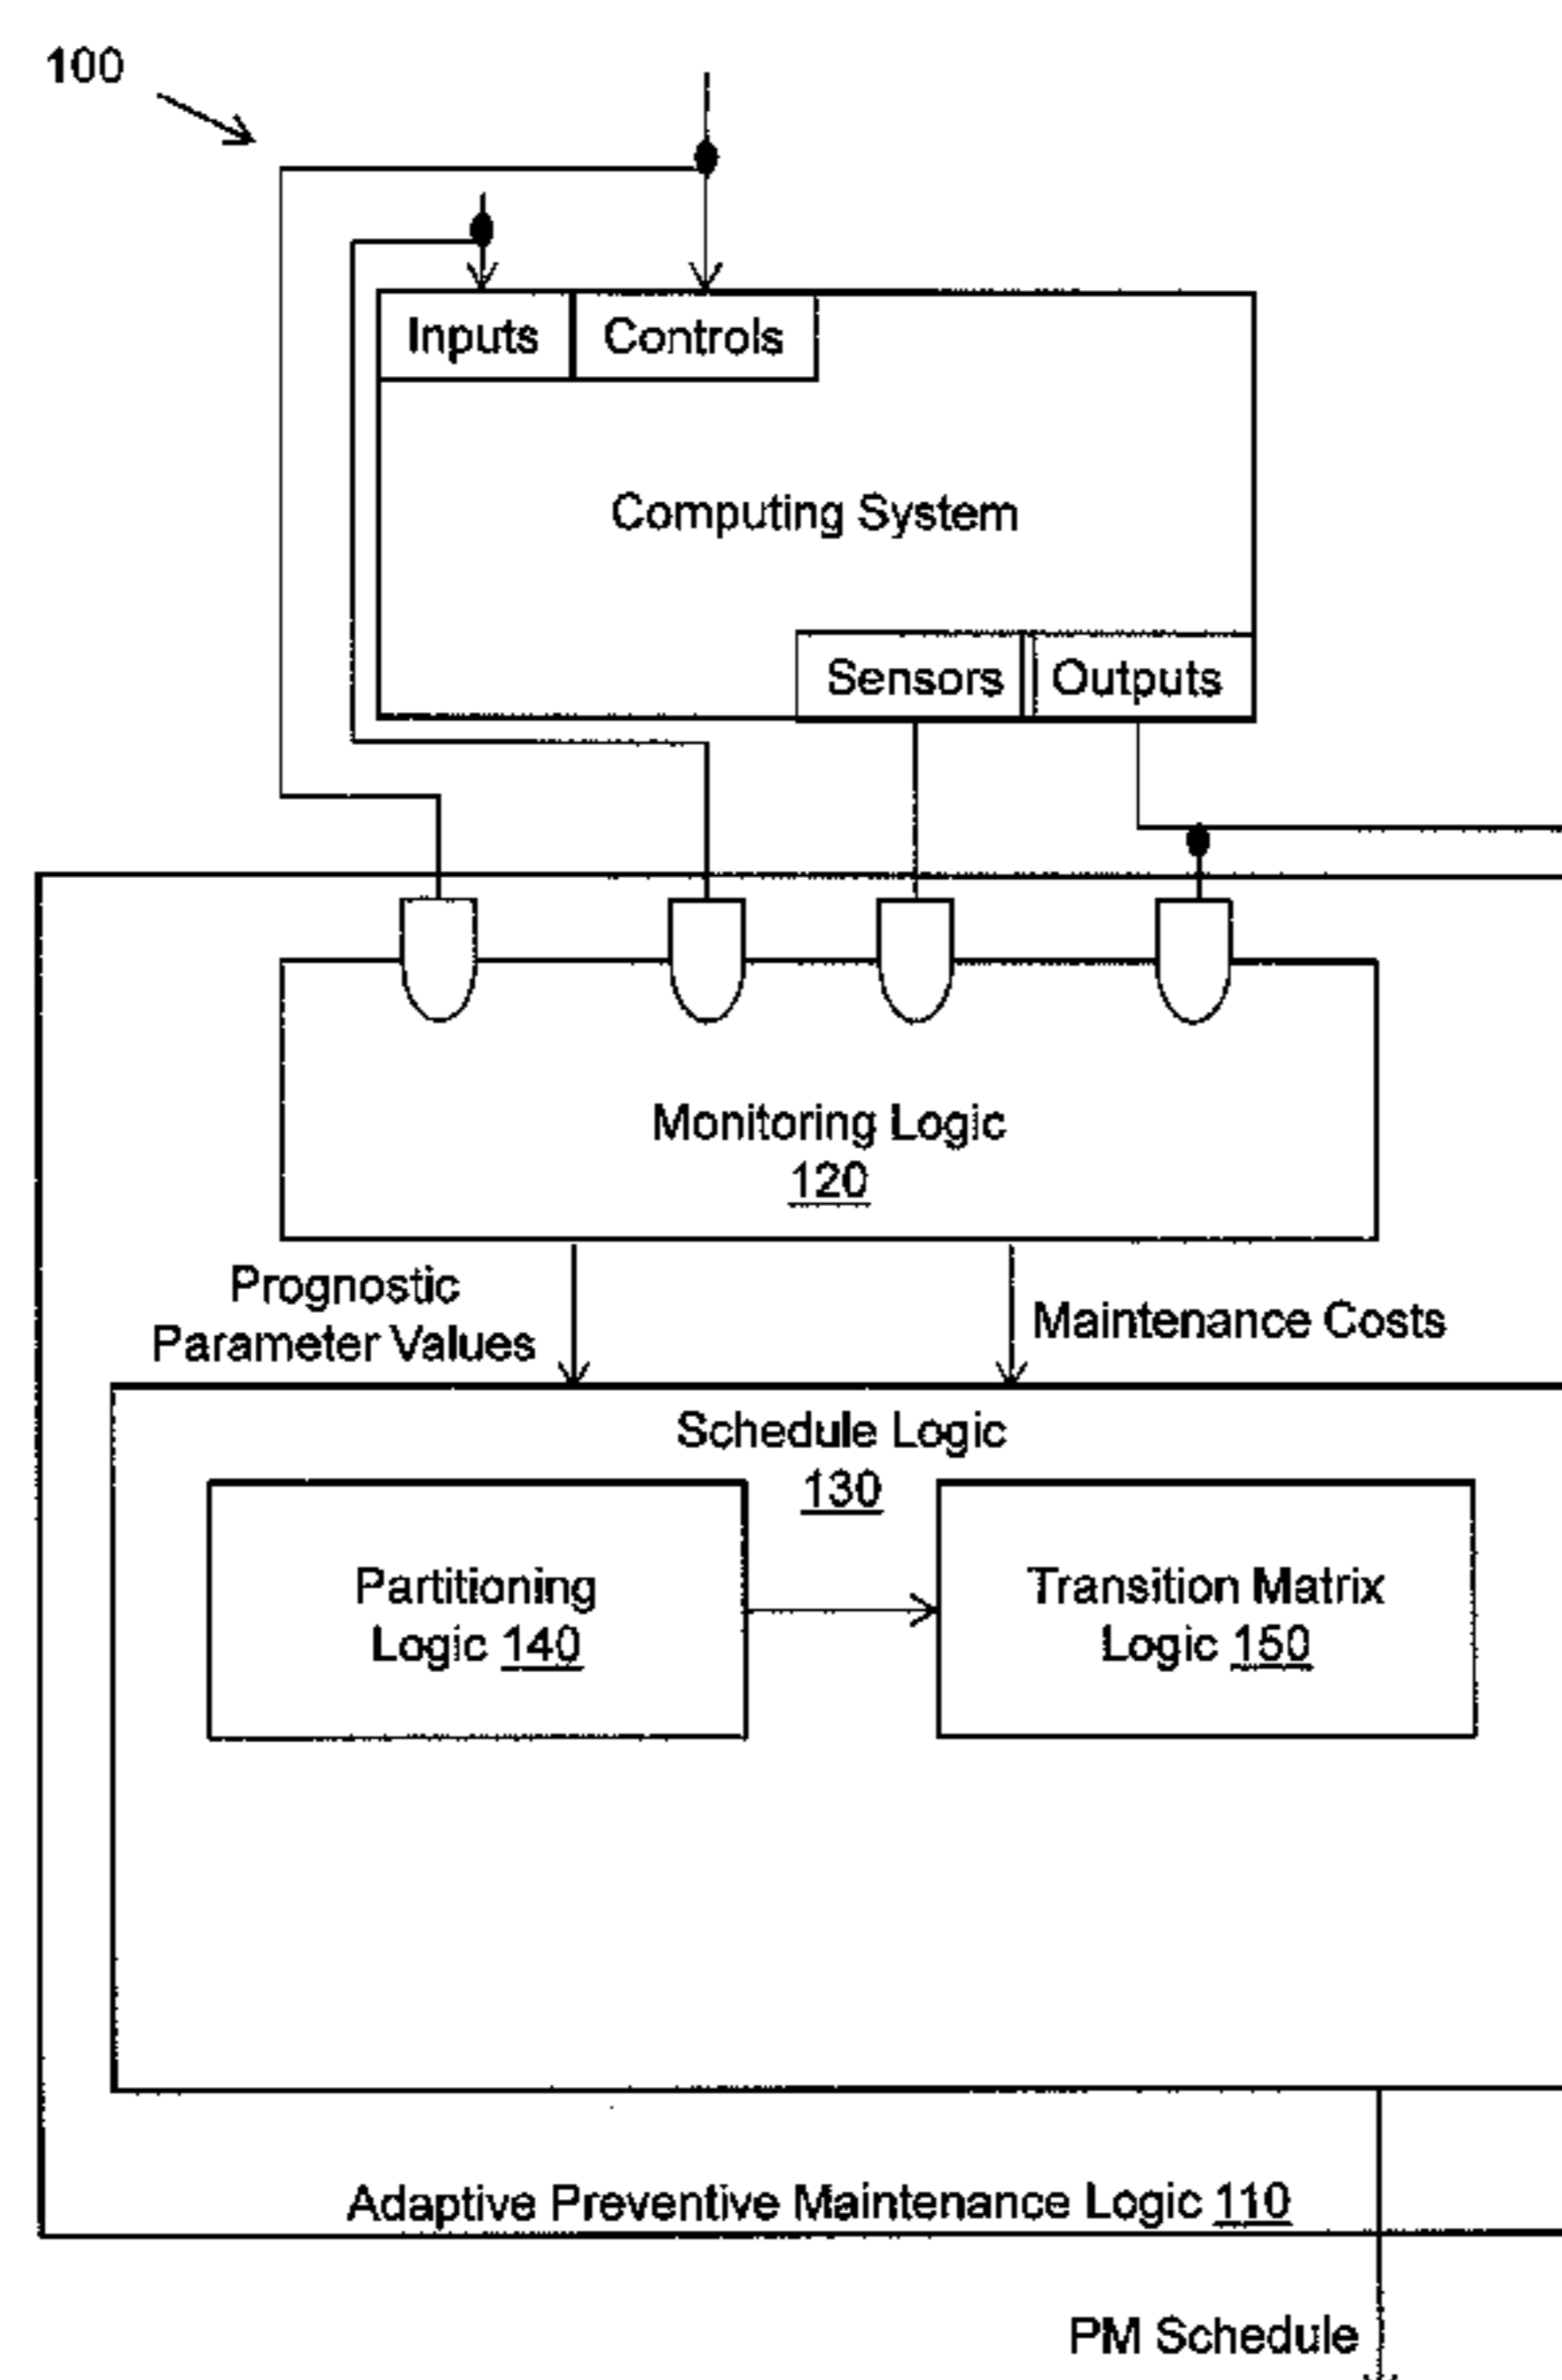 100
Inputs
Controls
Computing System
Sensors
Outputs
Monitoring Logic
120
Prognostic
Parameter Values
Maintenance Costs
Schedule Logic
130
Partitioning
Logic 140
Transition Matrix
Logic 150
Adaptive Preventive Maintenance Logic 110
PM Schedule